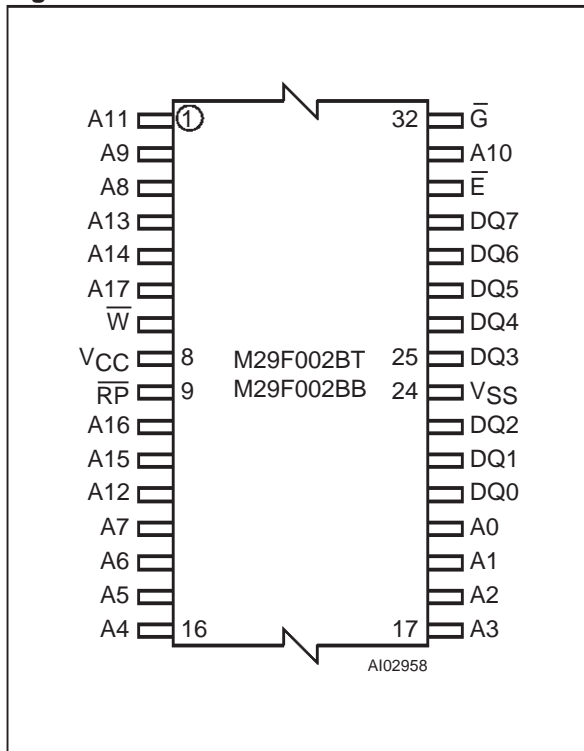 A11 1 32 G̅
A9 A10
A8 E̅
A13 DQ7
A14 DQ6
A17 DQ5
W̅ DQ4
VCC 8 M29F002BT 25 DQ3
R̅P̅ 9 M29F002BB 24 VSS
A16 DQ2
A15 DQ1
A12 DQ0
A7 A0
A6 A1
A5 A2
A4 16 17 A3
AI02958